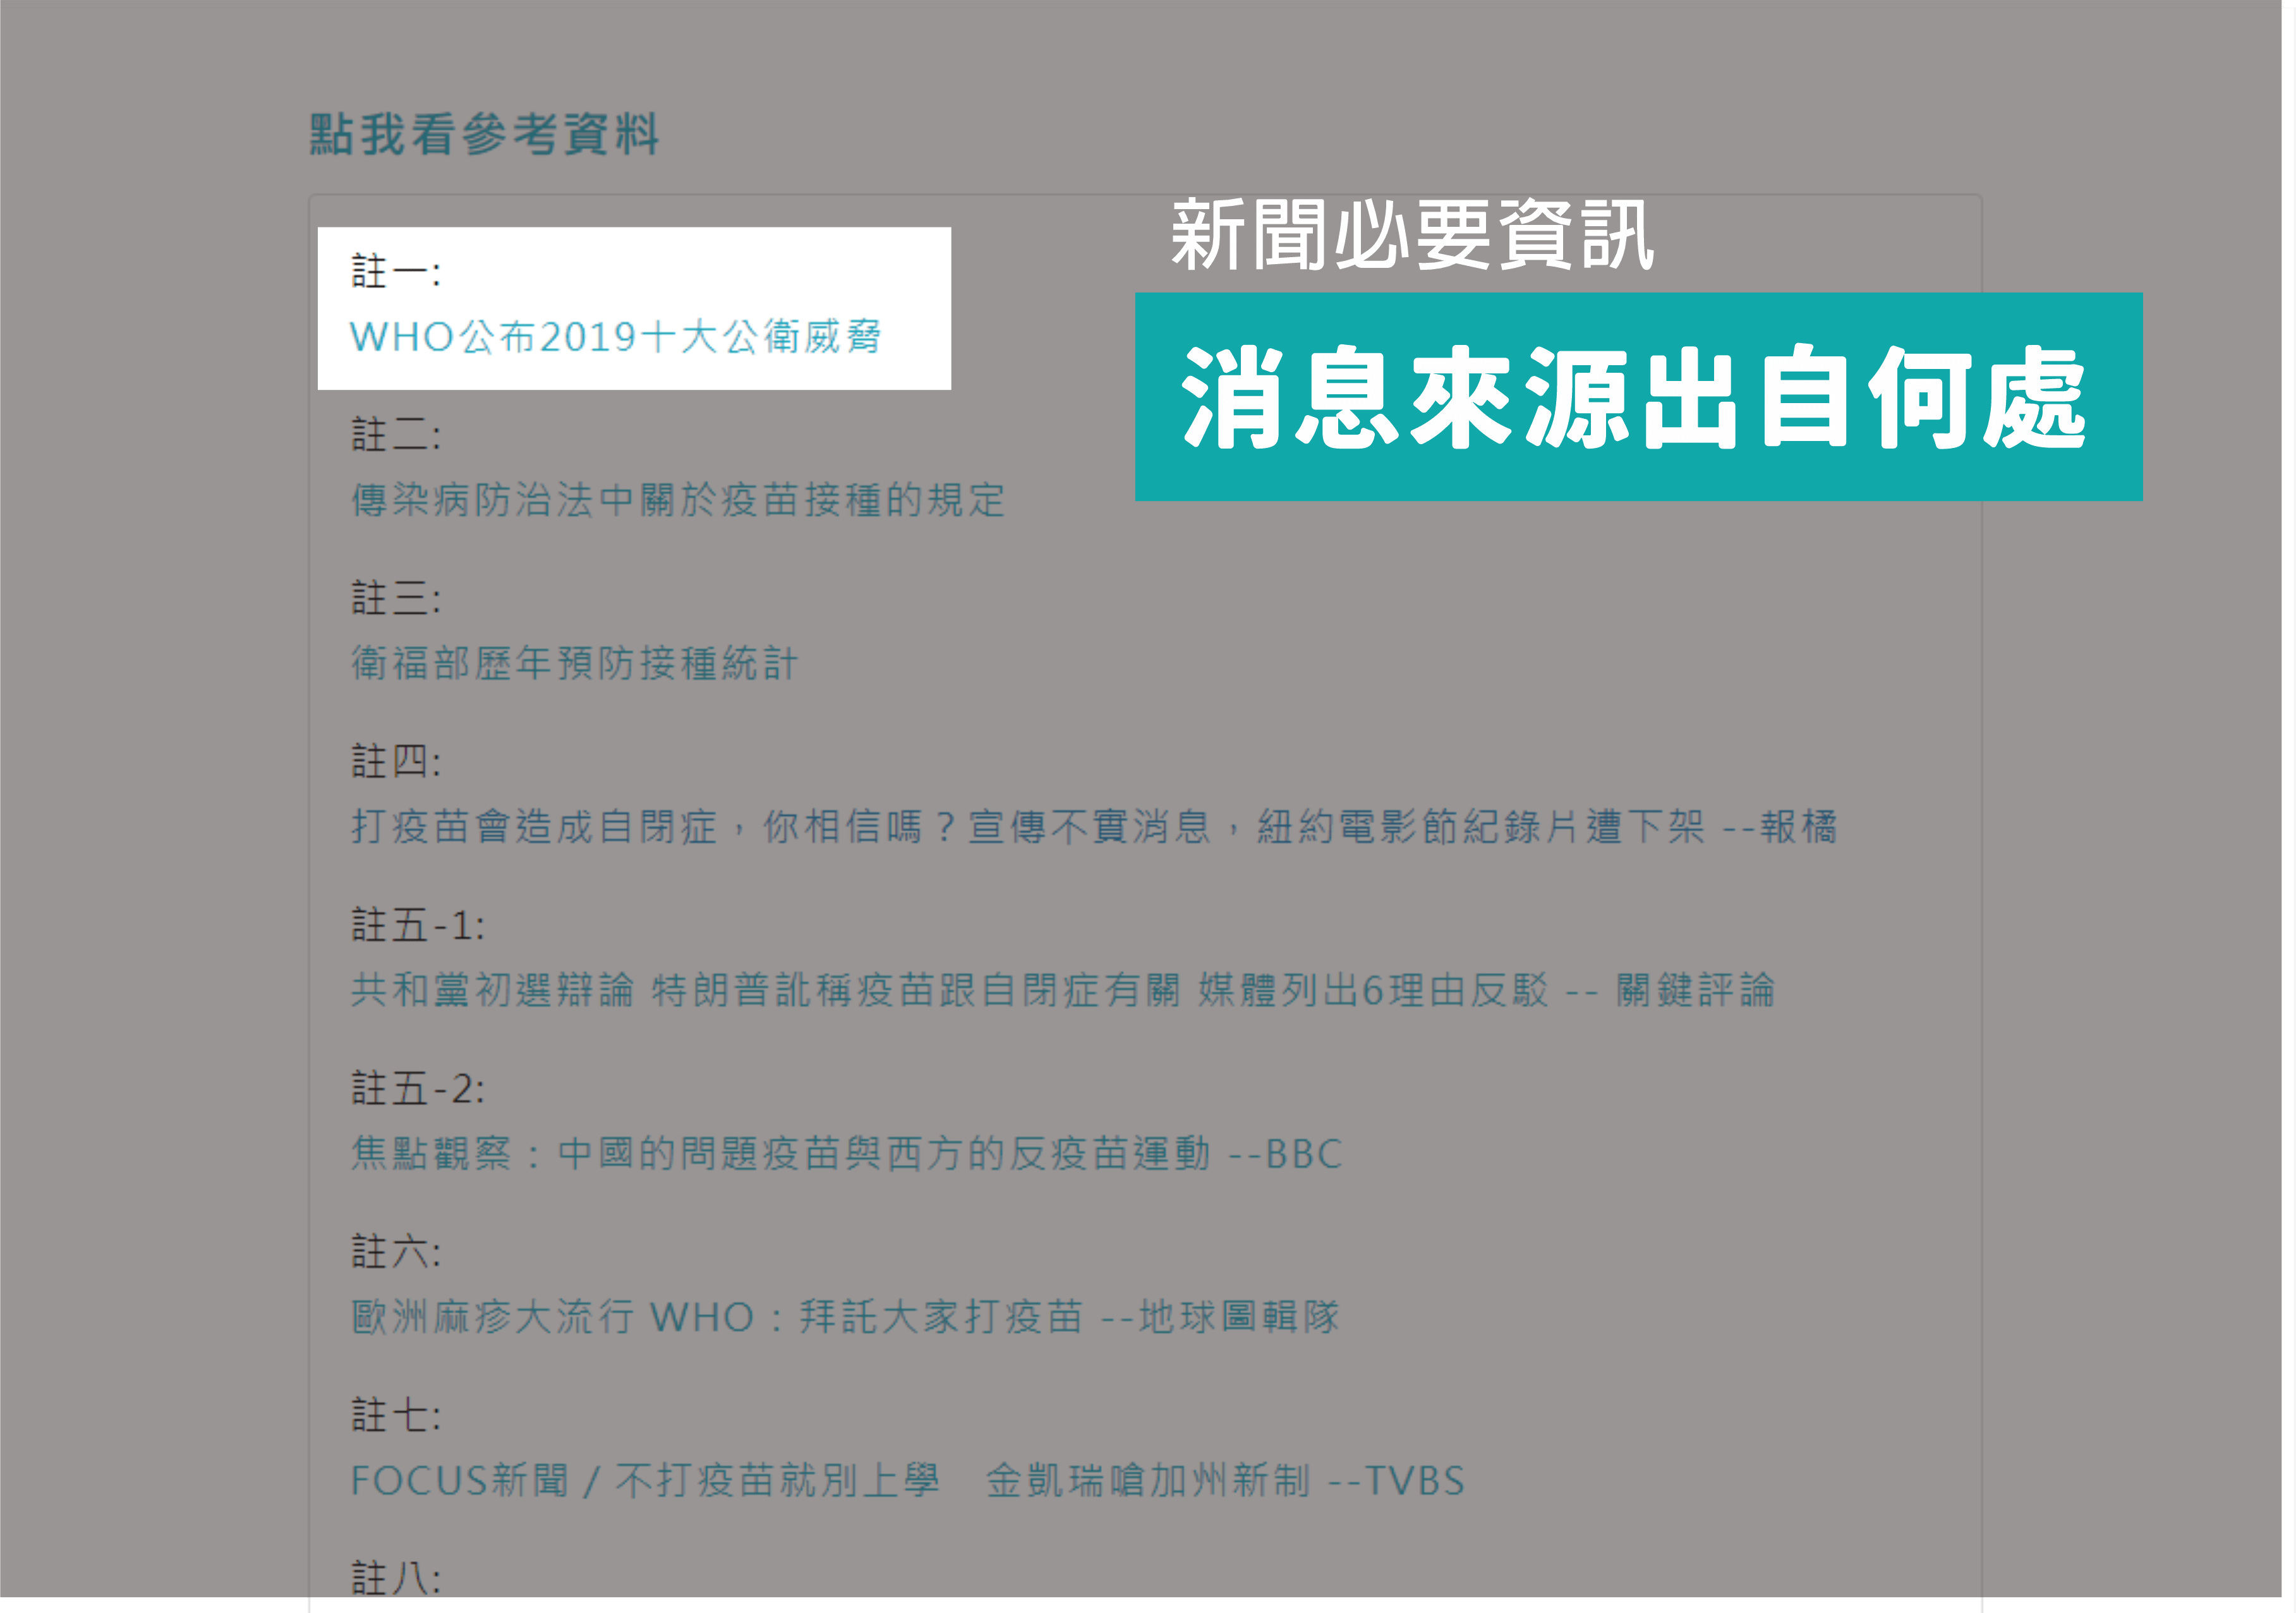 點我看參考資料
新聞必要資訊
消息來源出自何處
註一:
WHO公布2019十大公衛威脅
註二:
傳染病防治法中關於疫苗接種的規定
註三:
衛福部歷年預防接種統計
註四:
打疫苗會造成自閉症，你相信嗎？宣傳不實消息，紐約電影節紀錄片遭下架 --報橘
註五-1:
共和黨初選辯論 特朗普訛稱疫苗跟自閉症有關 媒體列出6理由反駁 -- 關鍵評論
註五-2:
焦點觀察：中國的問題疫苗與西方的反疫苗運動 --BBC
註六:
歐洲麻疹大流行 WHO：拜託大家打疫苗 --地球圖輯隊
註七:
FOCUS新聞 / 不打疫苗就別上學　金凱瑞嗆加州新制 --TVBS
註八: